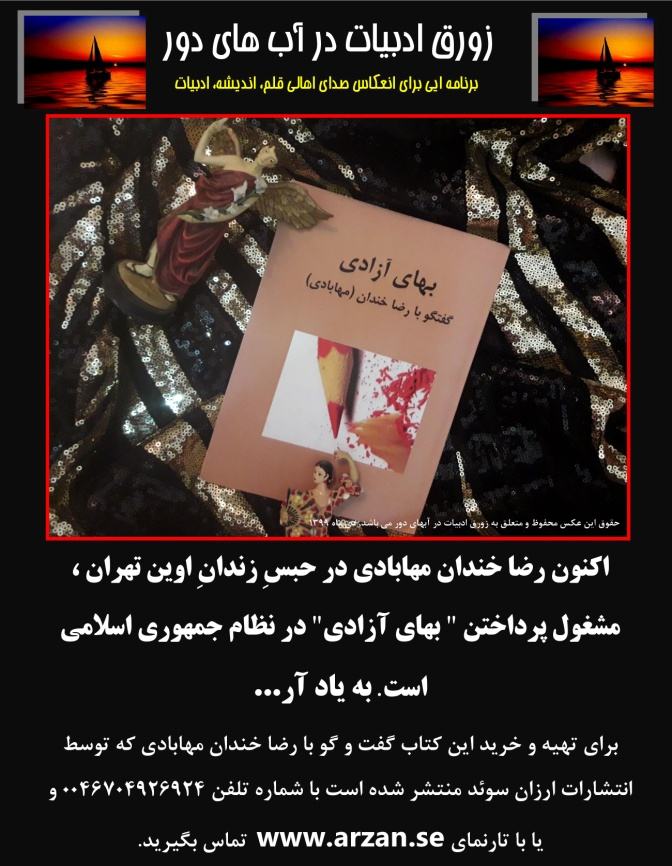 زورق ادبیات در آب های دور
برنامه ایی برای انعکاس صدای اهالی قلم، اندیشه، ادبیات
بهای آزادی
گفتگو با رضا خندان (مهابادی)
حقوق این عکس محفوظ و متعلق به زورق ادبیات در آبهای دور می باشد. دی ماه ۱۳۹۹
اکنون رضا خندان مهابادی در حبسِ زندانِ اوین تهران ،
مشغول پرداختن " بهای آزادی" در نظام جمهوری اسلامی
است. به یاد آر...
برای تهیه و خرید این کتاب گفت و گو با رضا خندان مهابادی که توسط
انتشارات ارزان سوئد منتشر شده است با شماره تلفن ۰۰۴۶۷۰۴۹۲۶۹۲۴ و
یا با تارنمای www.arzan.se تماس بگیرید.